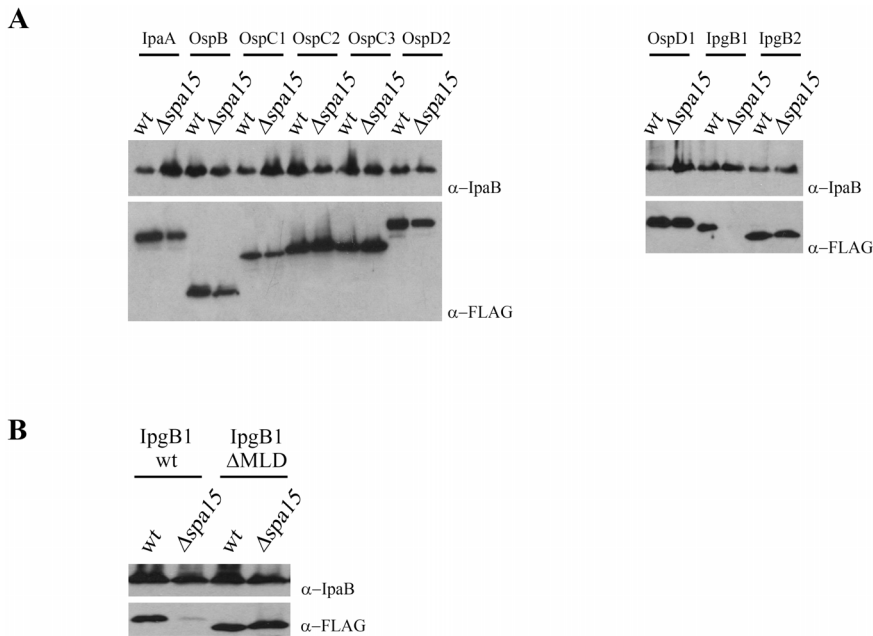 A
IpaA OspB OspC1 OspC2 OspC3 OspD2
wt Δspa15 wt Δspa15 wt Δspa15 wt Δspa15 wt Δspa15 wt Δspa15
α–IpaB
α–FLAG
OspD1 IpgB1 IpgB2
wt Δspa15 wt Δspa15 wt Δspa15
α–IpaB
α–FLAG
B
IpgB1 IpgB1
wt ΔMLD
wt Δspa15 wt Δspa15
α–IpaB
α–FLAG